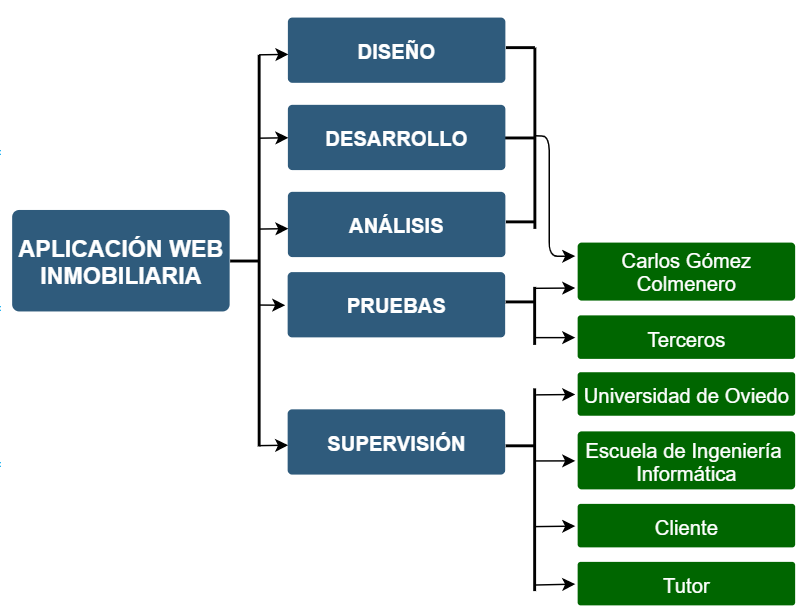 APLICACIÓN WEB
INMOBILIARIA
DISEÑO
DESARROLLO
ANÁLISIS
PRUEBAS
SUPERVISIÓN
Carlos Gómez
Colmenero
Terceros
Universidad de Oviedo
Escuela de Ingeniería
Informática
Cliente
Tutor